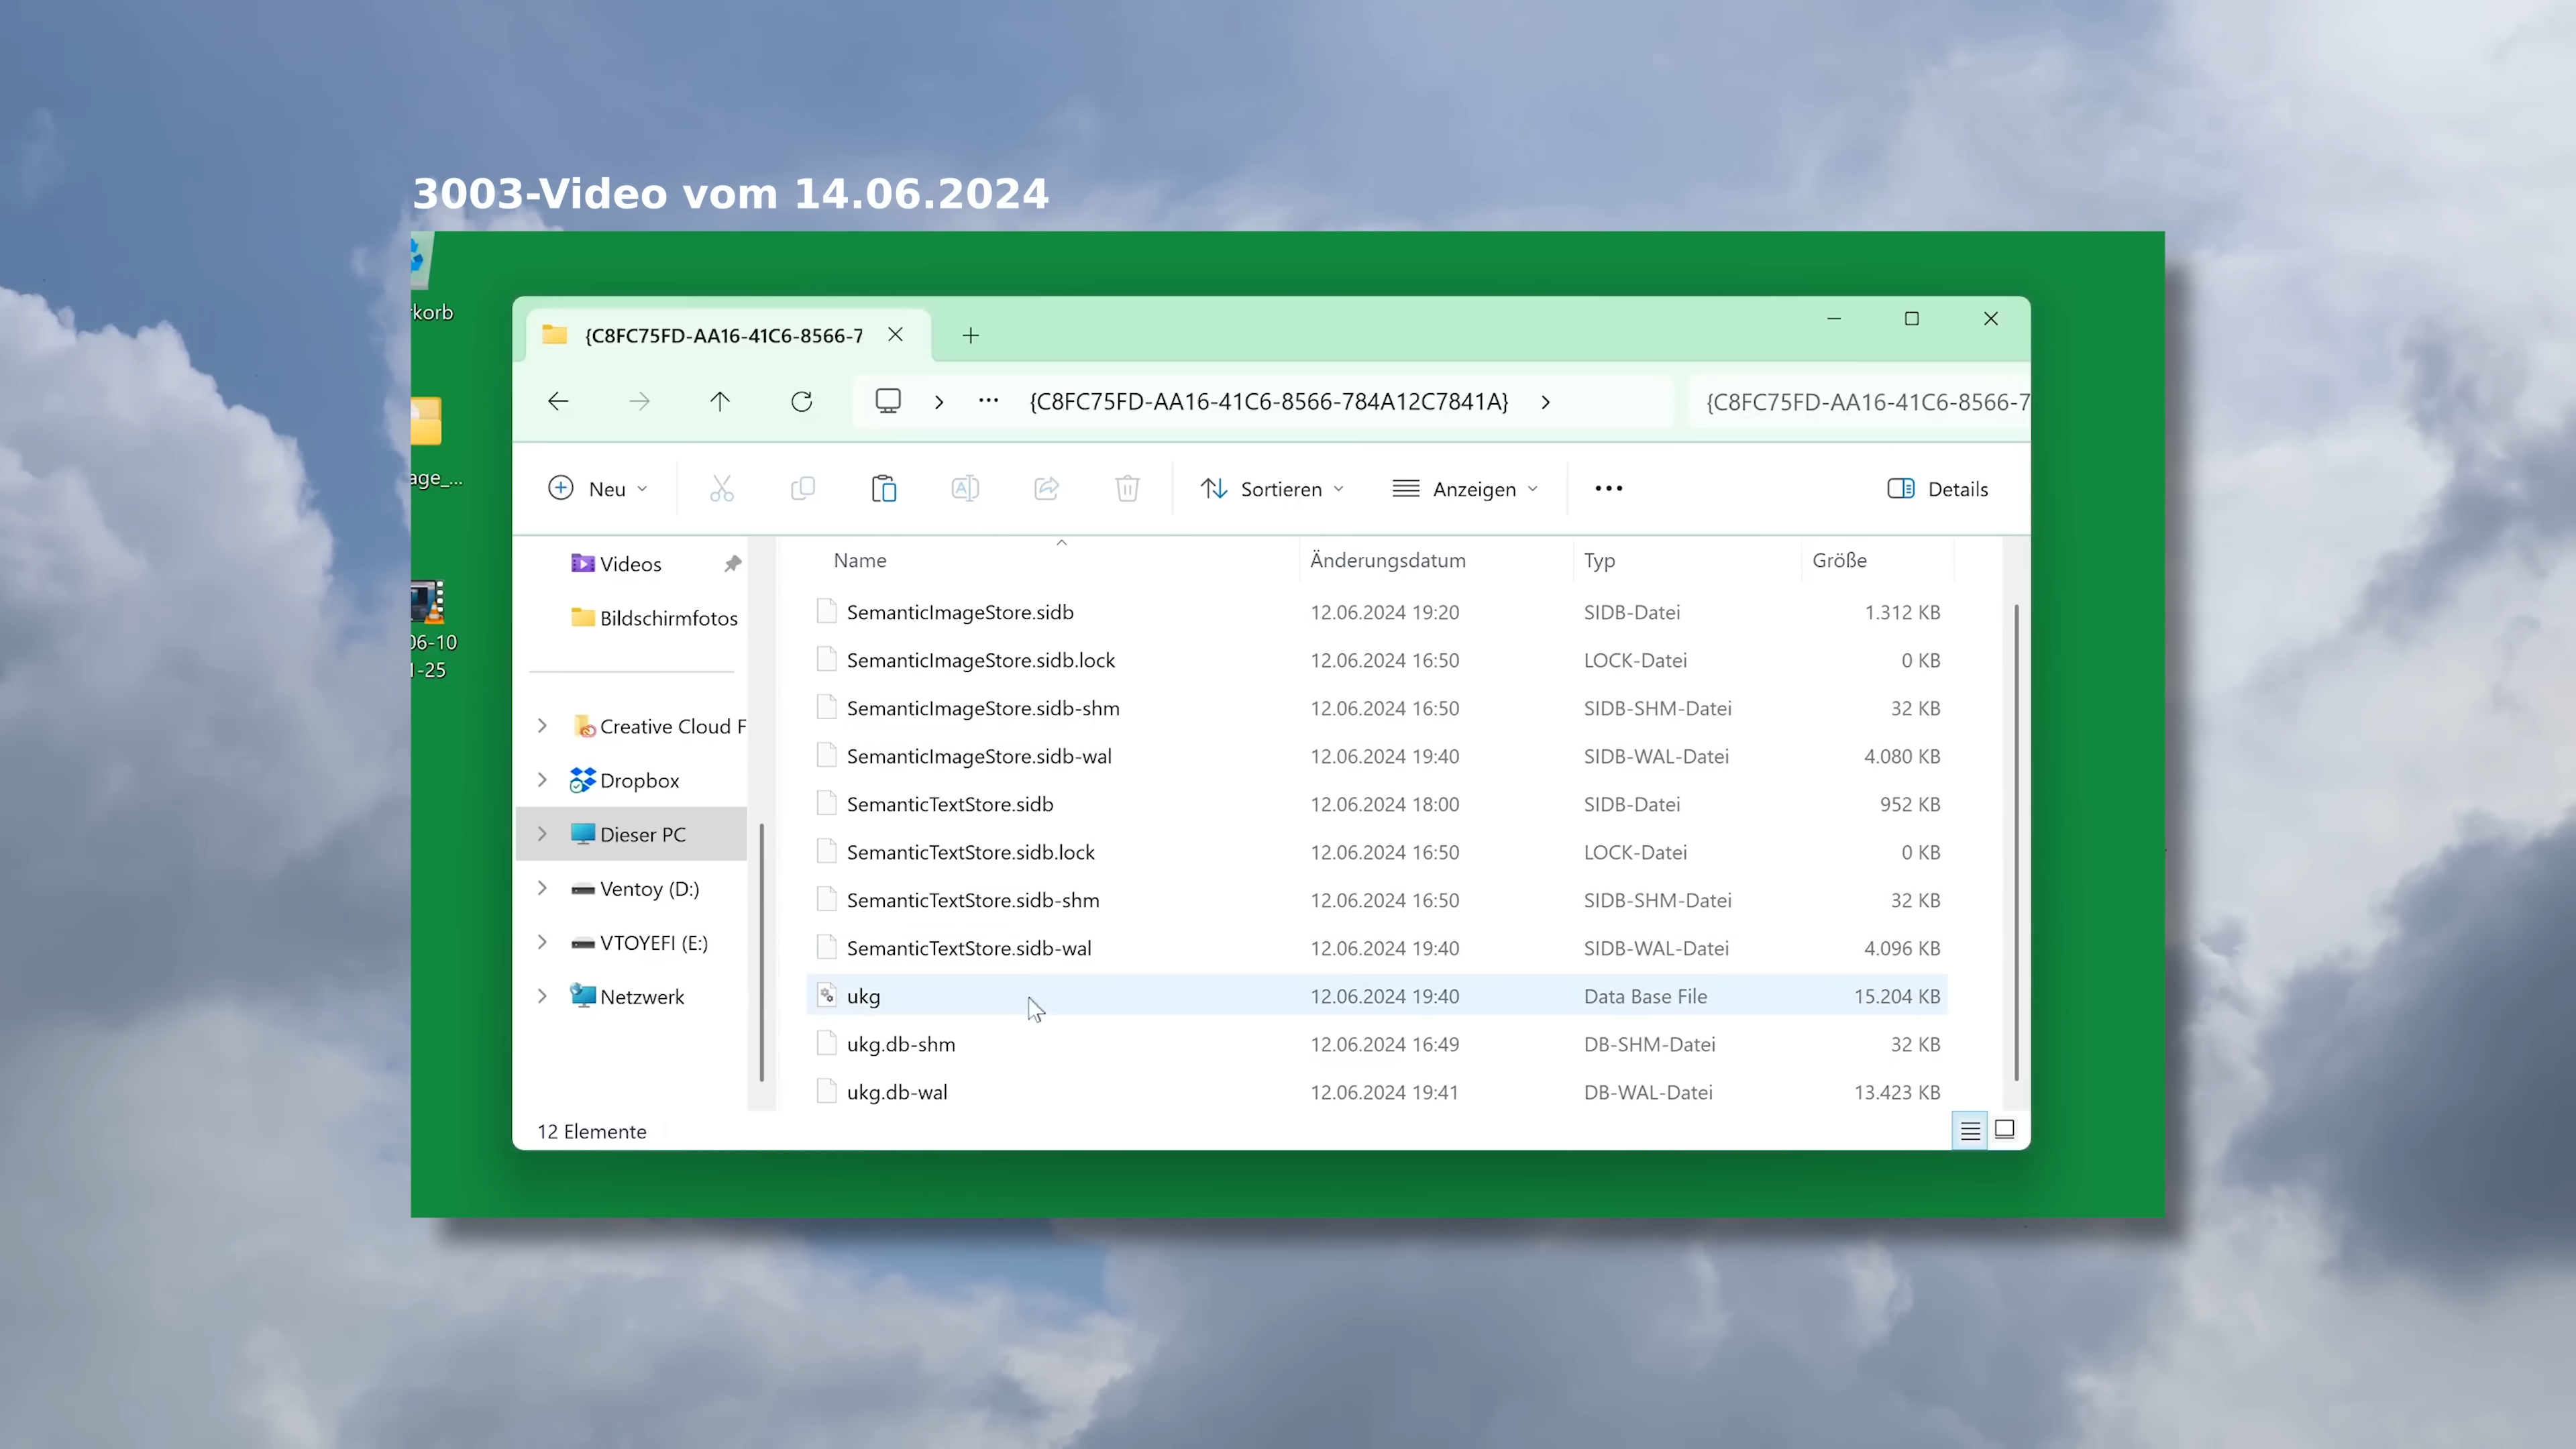 3003-Video vom 14.06.2024
rkorb
{C8FC75FD-AA16-41C6-8566-7
{C8FC75FD-AA16-41C6-8566-784A12C7841A}
{C8FC75FD-AA16-41C6-8566-7
age_...
Neu
Sortieren
Anzeigen
Details
06-10
1-25
Videos
Bildschirmfotos
Creative Cloud F
Dropbox
Dieser PC
Ventoy (D:)
VTOYEFI (E:)
Netzwerk
Name Änderungsdatum Typ Größe
SemanticImageStore.sidb 12.06.2024 19:20 SIDB-Datei 1.312 KB
SemanticImageStore.sidb.lock 12.06.2024 16:50 LOCK-Datei 0 KB
SemanticImageStore.sidb-shm 12.06.2024 16:50 SIDB-SHM-Datei 32 KB
SemanticImageStore.sidb-wal 12.06.2024 19:40 SIDB-WAL-Datei 4.080 KB
SemanticTextStore.sidb 12.06.2024 18:00 SIDB-Datei 952 KB
SemanticTextStore.sidb.lock 12.06.2024 16:50 LOCK-Datei 0 KB
SemanticTextStore.sidb-shm 12.06.2024 16:50 SIDB-SHM-Datei 32 KB
SemanticTextStore.sidb-wal 12.06.2024 19:40 SIDB-WAL-Datei 4.096 KB
ukg 12.06.2024 19:40 Data Base File 15.204 KB
ukg.db-shm 12.06.2024 16:49 DB-SHM-Datei 32 KB
ukg.db-wal 12.06.2024 19:41 DB-WAL-Datei 13.423 KB
12 Elemente